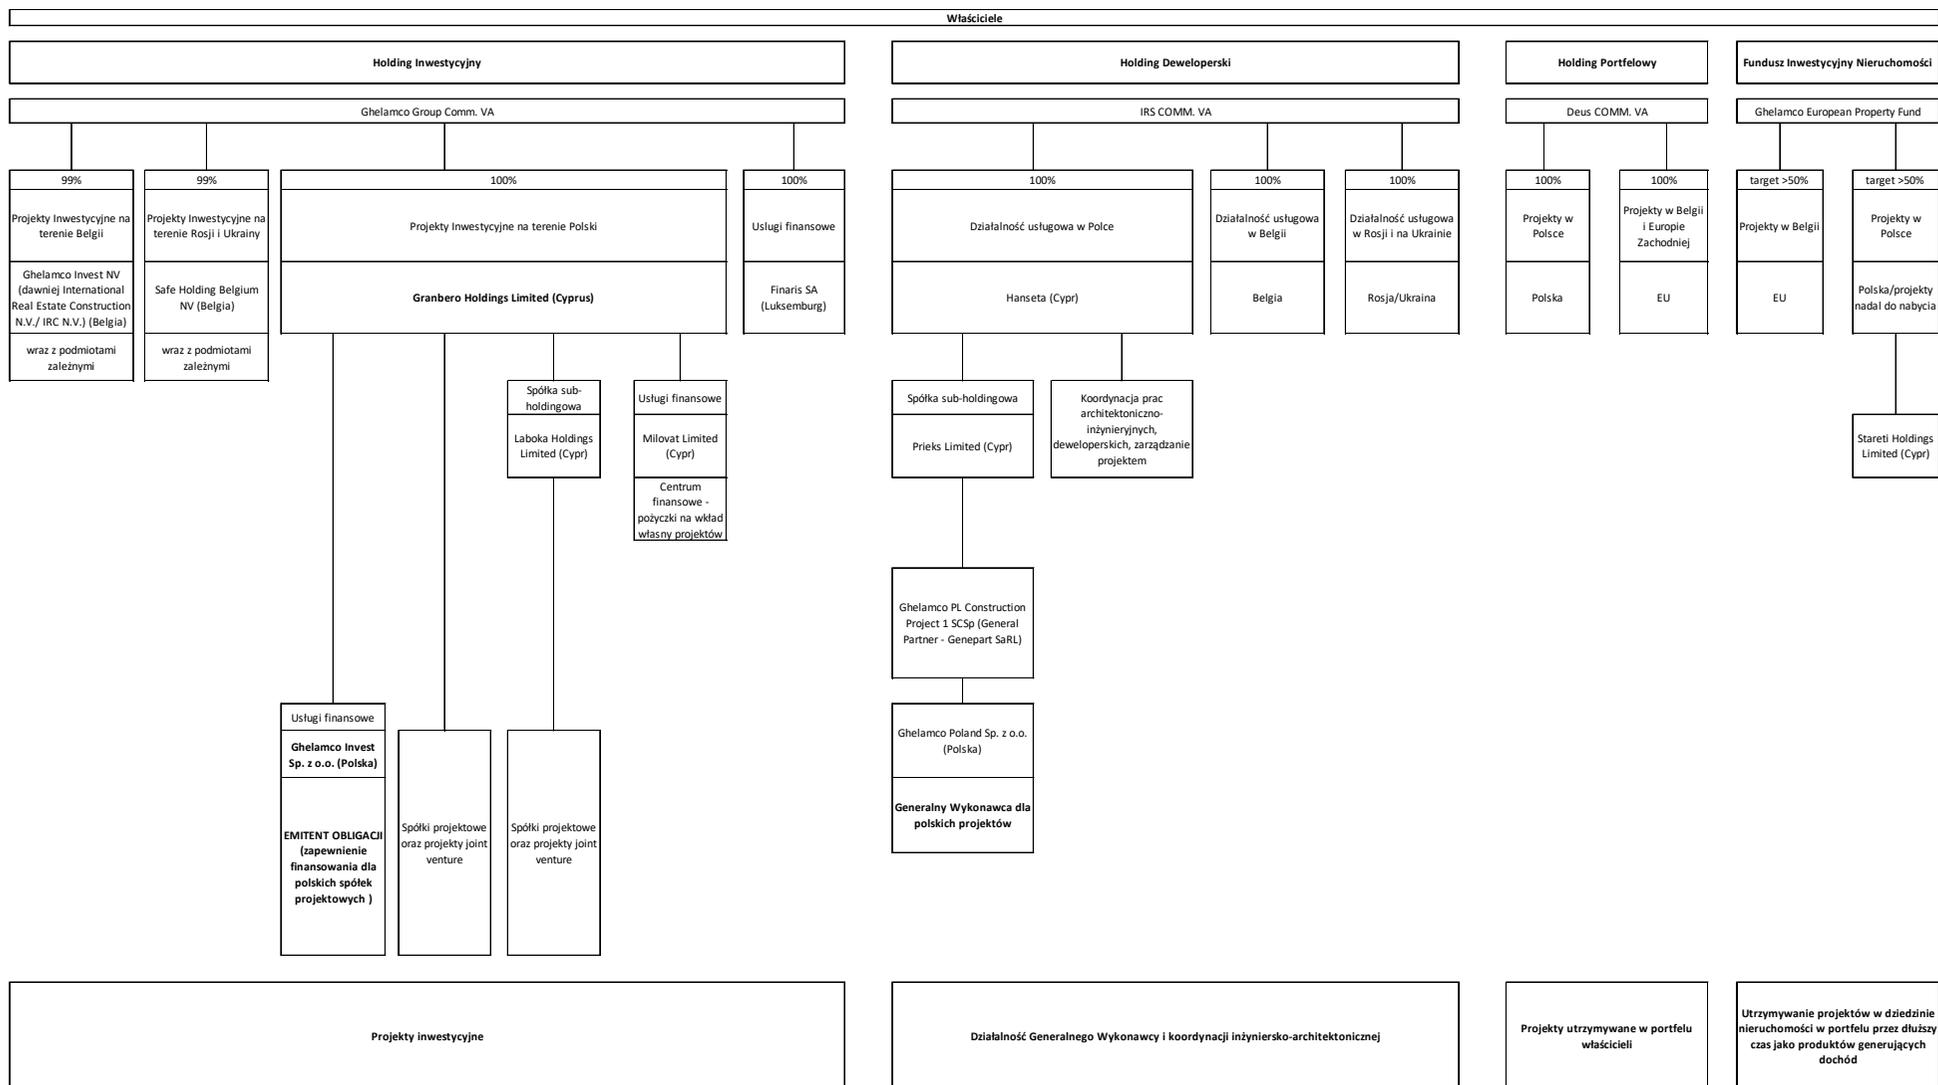 Właściciele
Holding Inwestycyjny
Holding Deweloperski
Holding Portfelowy
Fundusz Inwestycyjny Nieruchomości
Ghelamco Group Comm. VA
IRS COMM. VA
Deus COMM. VA
Ghelamco European Property Fund
99%
99%
100%
100%
100%
100%
100%
100%
100%
target >50%
target >50%
Projekty Inwestycyjne na
terenie Belgii
Projekty Inwestycyjne na
terenie Rosji i Ukrainy
Projekty Inwestycyjne na terenie Polski
Uslugi finansowe
Działalność usługowa w Polce
Działalność usługowa
w Belgii
Działalność usługowa
w Rosji i na Ukrainie
Projekty w
Polsce
Projekty w Belgii
i Europie
Zachodniej
Projekty w Belgii
Projekty w
Polsce
Ghelamco Invest NV
(dawniej International
Real Estate Construction
N.V./ IRC N.V.) (Belgia)
Safe Holding Belgium
NV (Belgia)
Granbero Holdings Limited (Cyprus)
Finaris SA
(Luksemburg)
Hanseta (Cypr)
Belgia
Rosja/Ukraina
Polska
EU
EU
Polska/projekty
nadal do nabycia
wraz z podmiotami
zależnymi
wraz z podmiotami
zależnymi
Spółka sub-
holdingowa
Laboka Holdings
Limited (Cypr)
Usługi finansowe
Milovat Limited
(Cypr)
Centrum
finansowe -
pożyczki na wkład
własny projektów
Spółka sub-holdingowa
Prieks Limited (Cypr)
Koordynacja prac
architektoniczno-
inżynieryjnych,
deweloperskich, zarządzanie
projektem
Stareti Holdings
Limited (Cypr)
Ghelamco PL Construction
Project 1 SCSp (General
Partner - Genepart SaRL)
Usługi finansowe
Ghelamco Invest
Sp. z o.o. (Polska)
EMITENT OBLIGACJI
(zapewnienie
finansowania dla
polskich spółek
projektowych )
Spółki projektowe
oraz projekty joint
venture
Spółki projektowe
oraz projekty joint
venture
Ghelamco Poland Sp. z o.o.
(Polska)
Generalny Wykonawca dla
polskich projektów
Projekty inwestycyjne
Działalność Generalnego Wykonawcy i koordynacji inżyniersko-architektonicznej
Projekty utrzymywane w portfelu
właścicieli
Utrzymywanie projektów w dziedzinie
nieruchomości w portfelu przez dłuższy
czas jako produktów generujących
dochód